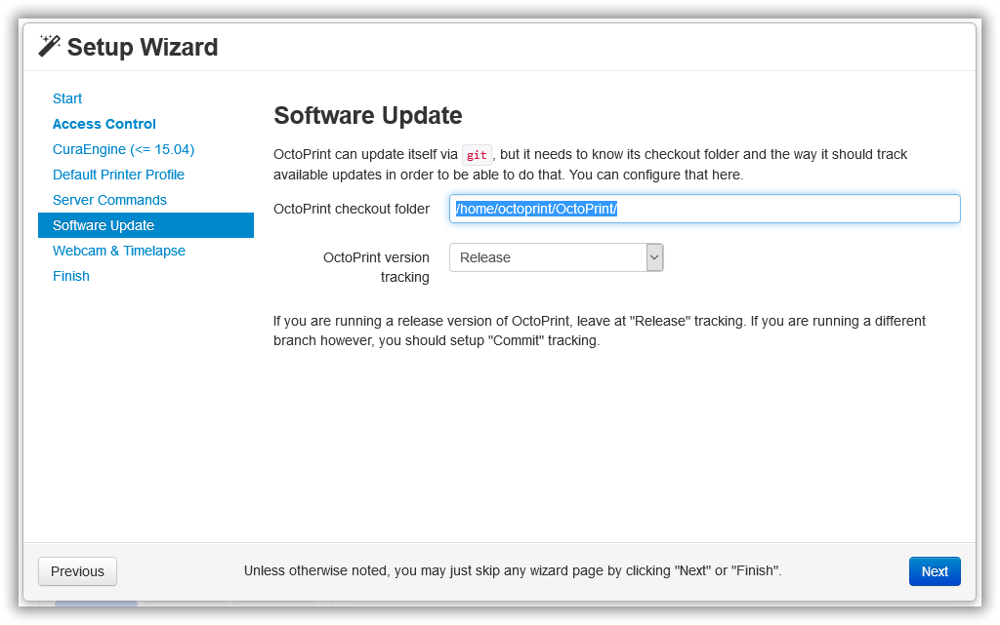 Setup Wizard
Start
Access Control
CuraEngine (<= 15.04)
Default Printer Profile
Server Commands
Software Update
Webcam & Timelapse
Finish
Software Update
OctoPrint can update itself via git, but it needs to know its checkout folder and the way it should track
available updates in order to be able to do that. You can configure that here.
OctoPrint checkout folder /home/octoprint/OctoPrint/
OctoPrint version Release
tracking
If you are running a release version of OctoPrint, leave at "Release" tracking. If you are running a different
branch however, you should setup "Commit" tracking.
Previous Unless otherwise noted, you may just skip any wizard page by clicking "Next" or "Finish". Next